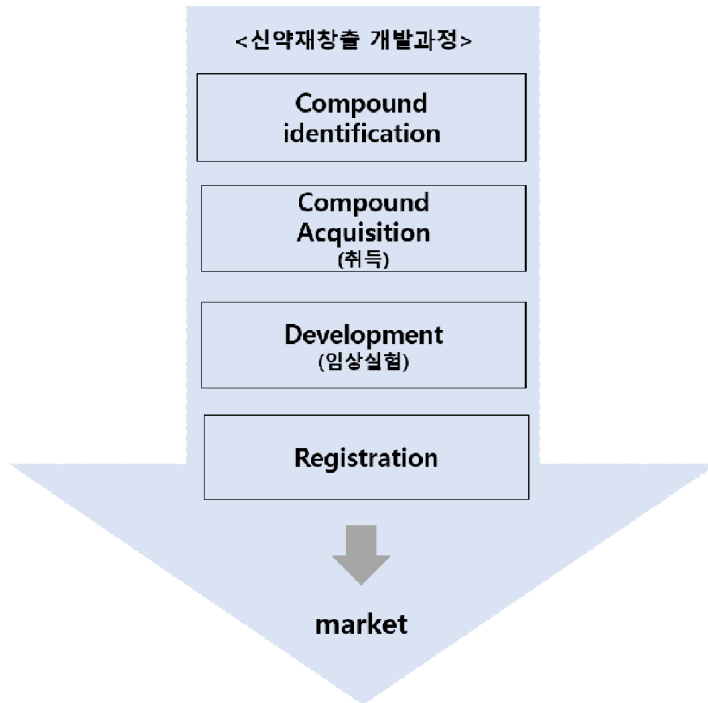 <신약재창출 개발과정>
Compound
identification
Compound
Acquisition
(취득)
Development
(임상실험)
Registration
market